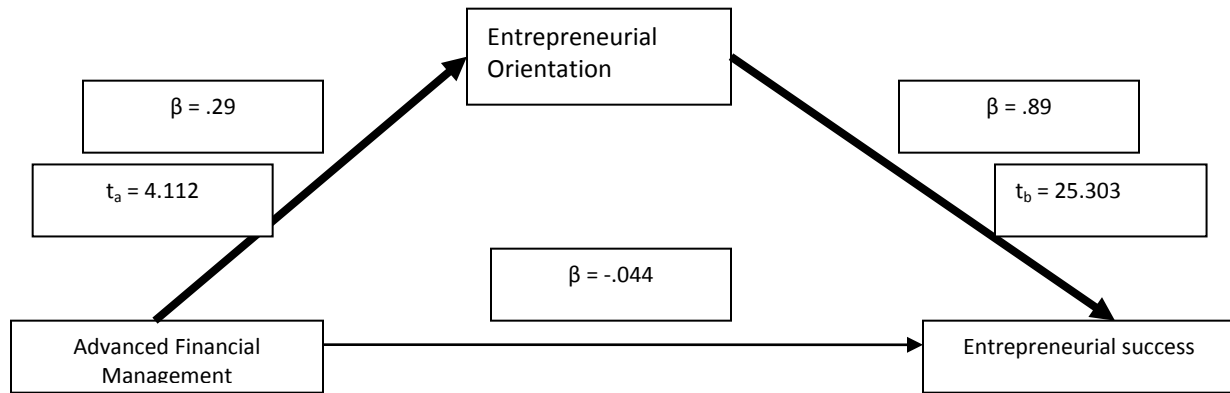 Entrepreneurial
Orientation
β = .29
β = .89
tₐ = 4.112
t_b = 25.303
β = -.044
Advanced Financial
Management
Entrepreneurial success